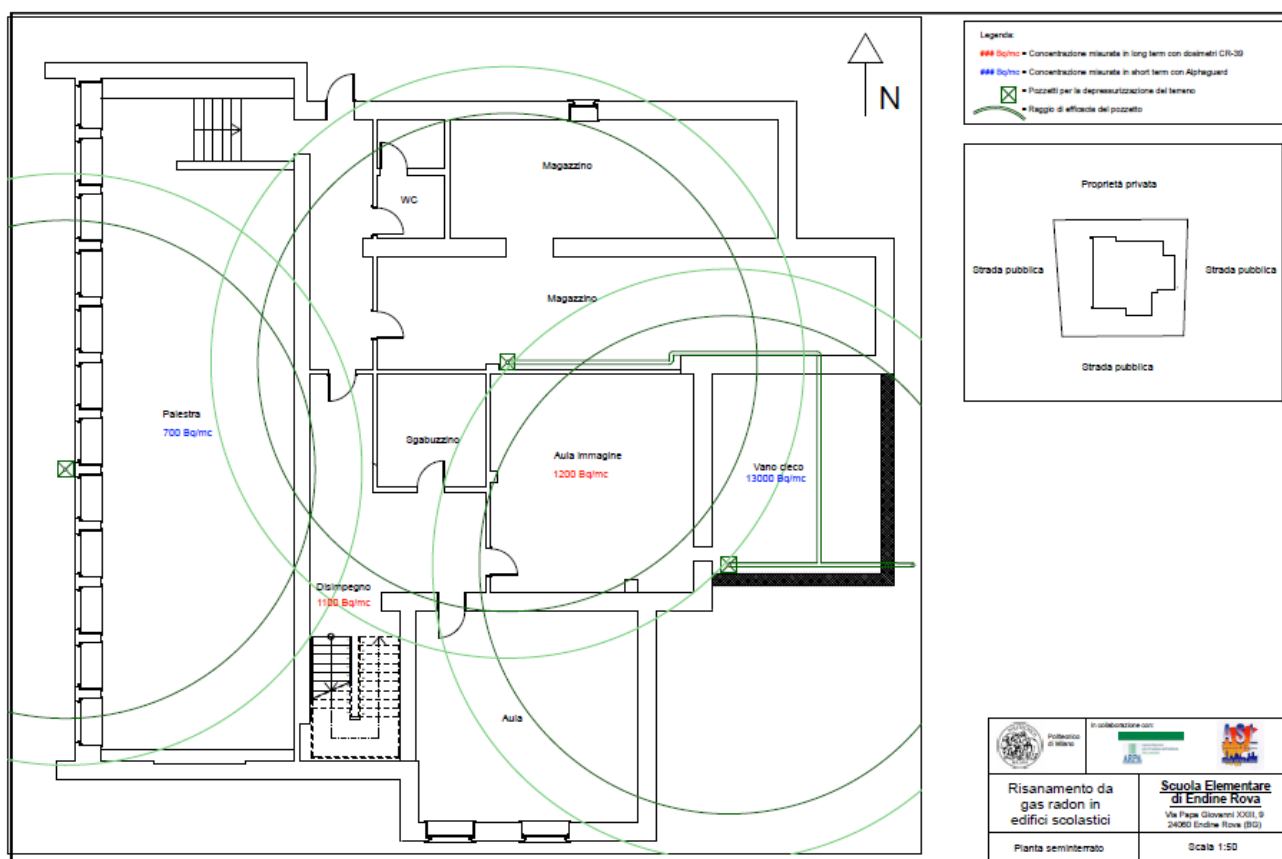 Legenda:
### Bq/mc = Concentrazione misurata in long term con dosimetri CR-39
### Bq/mc = Concentrazione misurata in short term con Alphaguard
= Pozzetti per la depressurizzazione del terreno
= Raggio di efficacia del pozzetto
N
Magazzino
WC
Magazzino
Palestra
700 Bq/mc
Sgabuzzino
Aula immagine
1200 Bq/mc
Vano cieco
13000 Bq/mc
Disimpegno
1100 Bq/mc
Aula
Proprietà privata
Strada pubblica
Strada pubblica
Strada pubblica
Politecnico
di Milano
in collaborazione con:
ARPA
ASL
Risanamento da
gas radon in
edifici scolastici
Scuola Elementare
di Endine Rova
Via Papa Giovanni XXIII, 9
24060 Endine Rova (BG)
Planta seminterrato
Scala 1:50